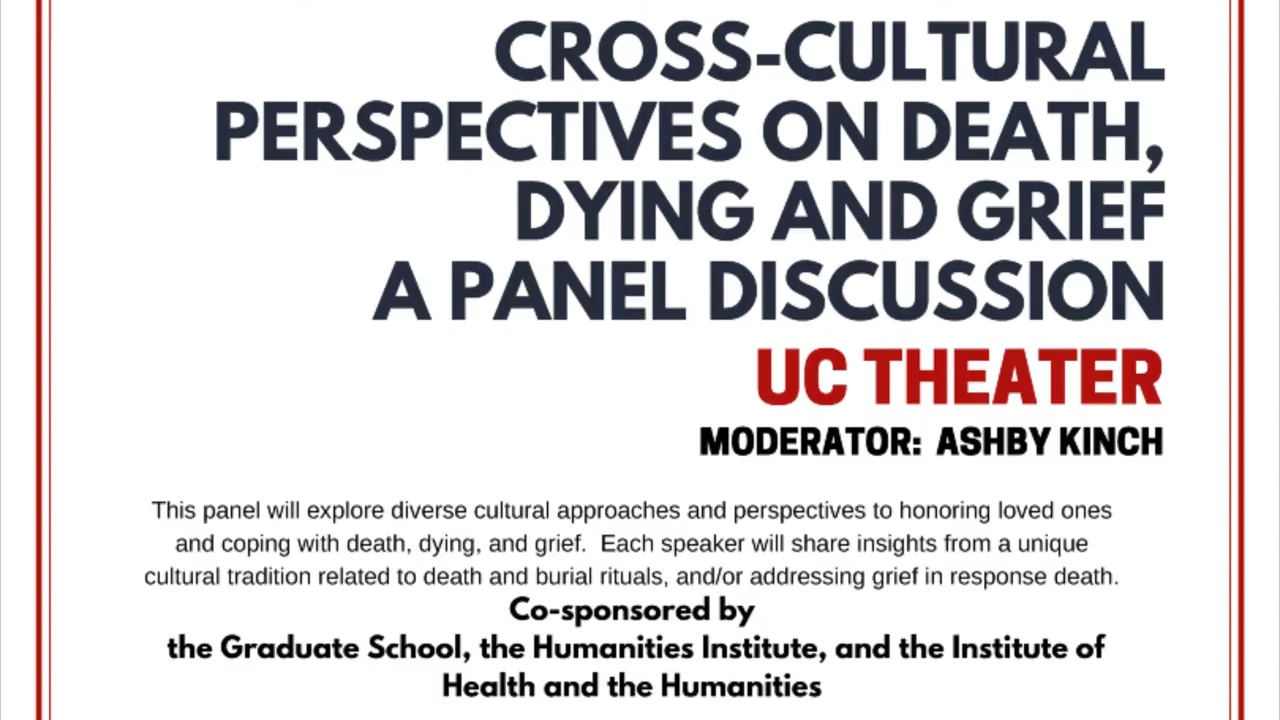 CROSS-CULTURAL
PERSPECTIVES ON DEATH,
DYING AND GRIEF
A PANEL DISCUSSION
UC THEATER
MODERATOR: ASHBY KINCH
This panel will explore diverse cultural approaches and perspectives to honoring loved ones
and coping with death, dying, and grief. Each speaker will share insights from a unique
cultural tradition related to death and burial rituals, and/or addressing grief in response death.
Co-sponsored by
the Graduate School, the Humanities Institute, and the Institute of
Health and the Humanities